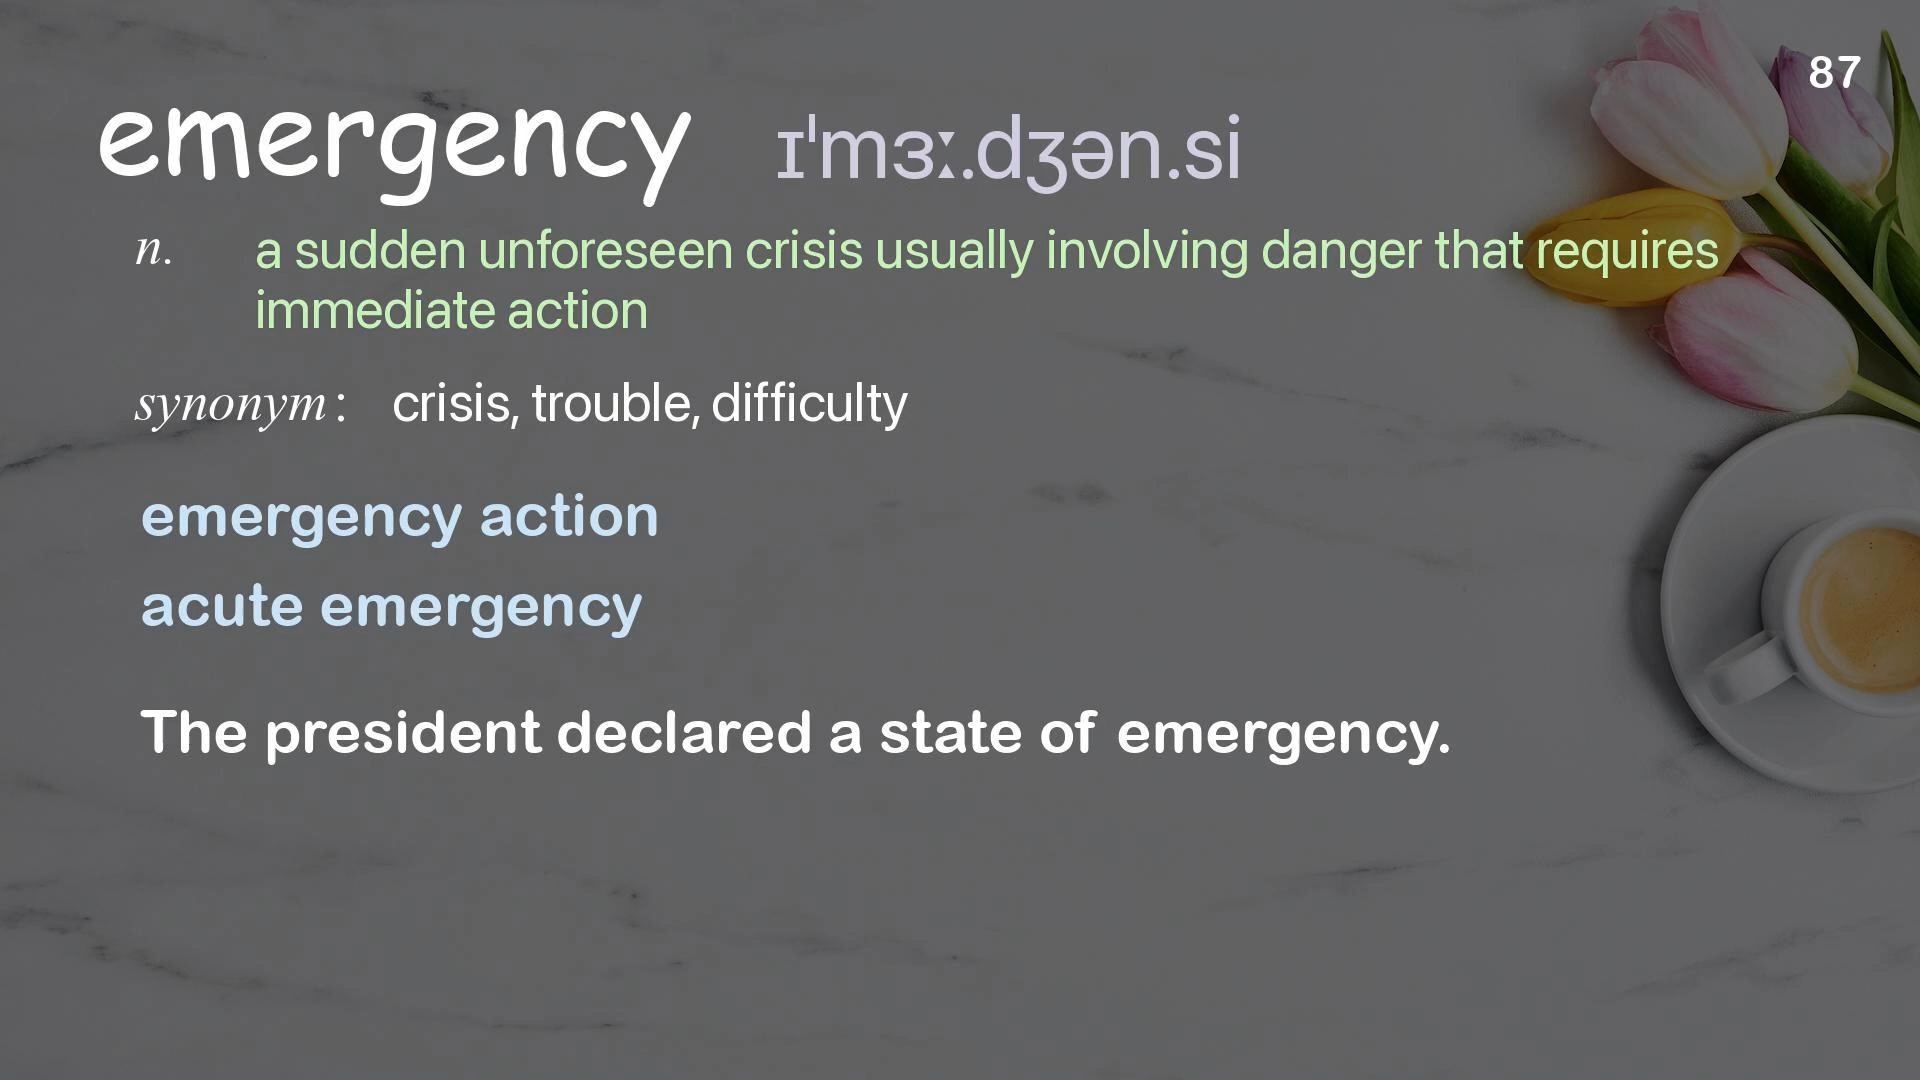 87
emergency ɪˈmɜː.dʒən.si
n. a sudden unforeseen crisis usually involving danger that requires
immediate action
synonym: crisis, trouble, difficulty
emergency action
acute emergency
The president declared a state of emergency.